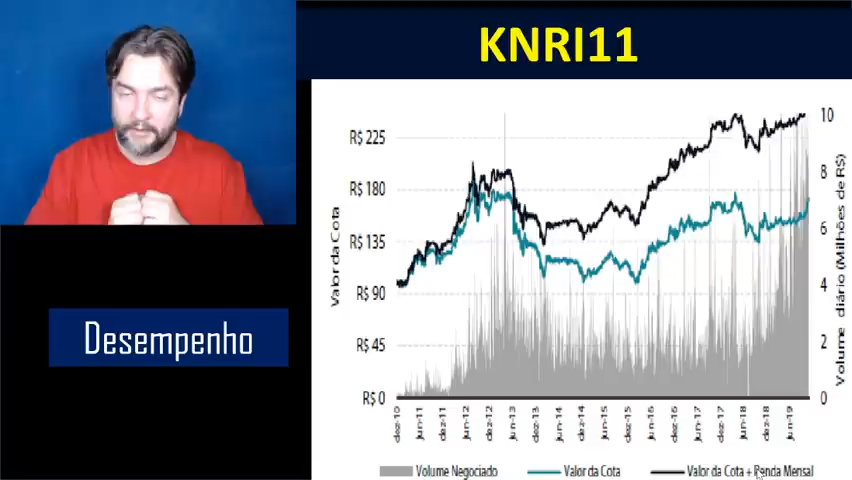 KNRI11
Desempenho
Valor da Cota
R$ 225
R$ 180
R$ 135
R$ 90
R$ 45
R$ 0
10
8
6
4
2
0
Volume diário (Milhões de R$)
dez-10
jun-11
dez-11
jun-12
dez-12
jun-13
dez-13
jun-14
dez-14
jun-15
dez-15
jun-16
dez-16
jun-17
dez-17
jun-18
dez-18
jun-19
Volume Negociado
Valor da Cota
Valor da Cota + Renda Mensal